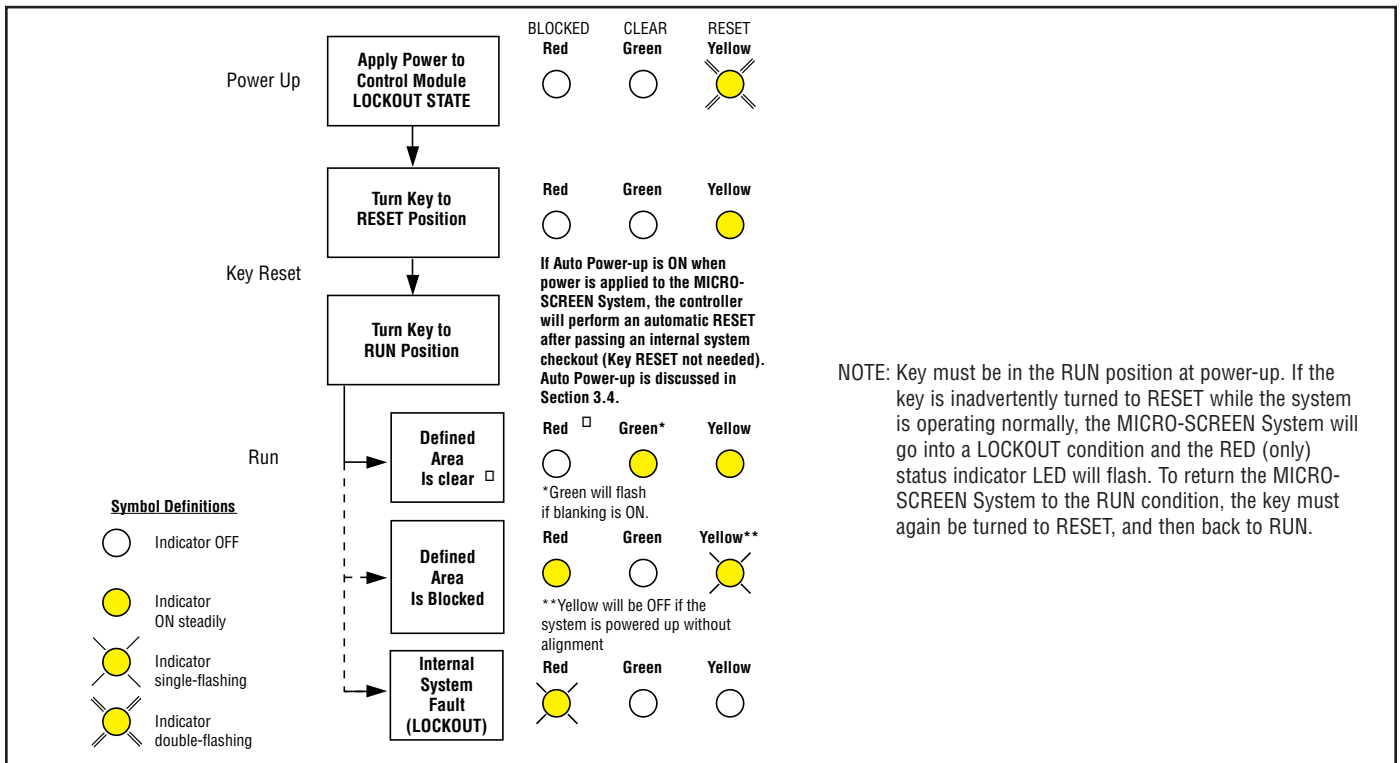 BLOCKED CLEAR RESET
Red Green Yellow
Power Up
Apply Power to
Control Module
LOCKOUT STATE
Turn Key to
RESET Position
Red Green Yellow
Key Reset
Turn Key to
RUN Position
If Auto Power-up is ON when
power is applied to the MICRO-
SCREEN System, the controller
will perform an automatic RESET
after passing an internal system
checkout (Key RESET not needed).
Auto Power-up is discussed in
Section 3.4.
Run
Defined
Area
Is clear
Red Green* Yellow
*Green will flash
if blanking is ON.
Defined
Area
Is Blocked
Red Green Yellow**
**Yellow will be OFF if the
system is powered up without
alignment
Internal
System
Fault
(LOCKOUT)
Red Green Yellow
Symbol Definitions
Indicator OFF
Indicator
ON steadily
Indicator
single-flashing
Indicator
double-flashing
NOTE: Key must be in the RUN position at power-up. If the
key is inadvertently turned to RESET while the system
is operating normally, the MICRO-SCREEN System will
go into a LOCKOUT condition and the RED (only)
status indicator LED will flash. To return the MICRO-
SCREEN System to the RUN condition, the key must
again be turned to RESET, and then back to RUN.